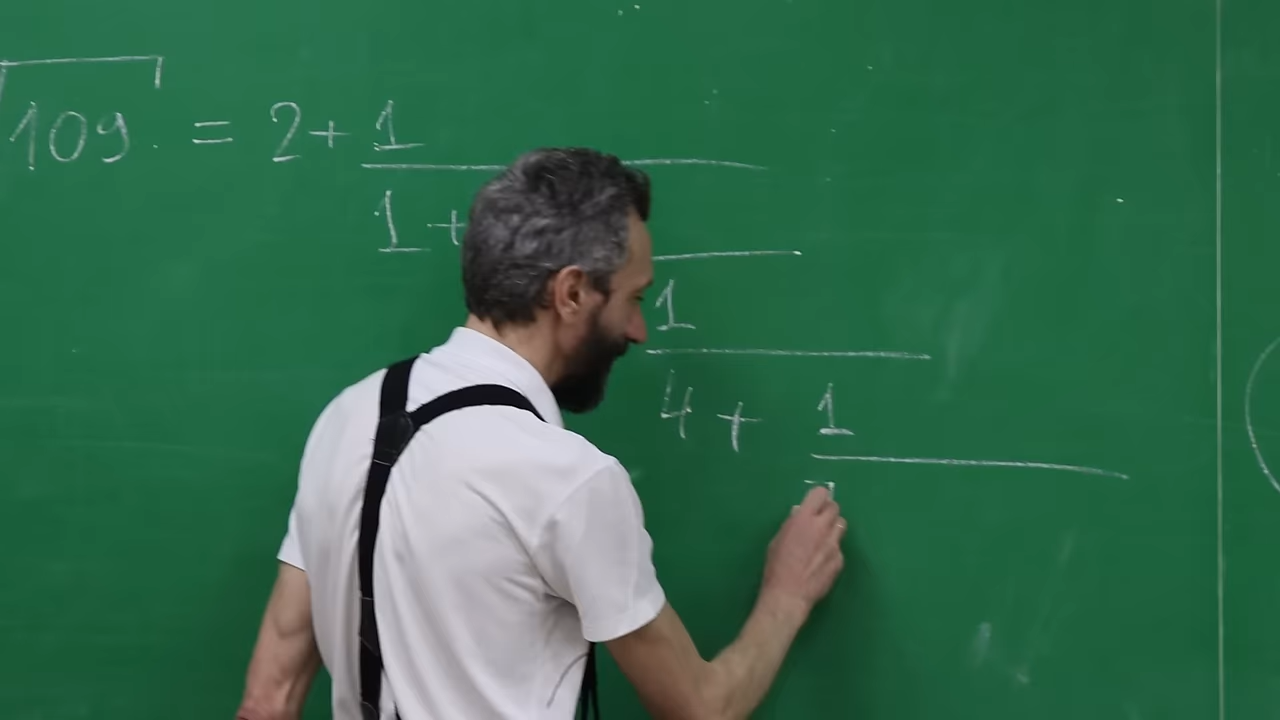 109 = 2 + 1
1 +
1
4 + 1